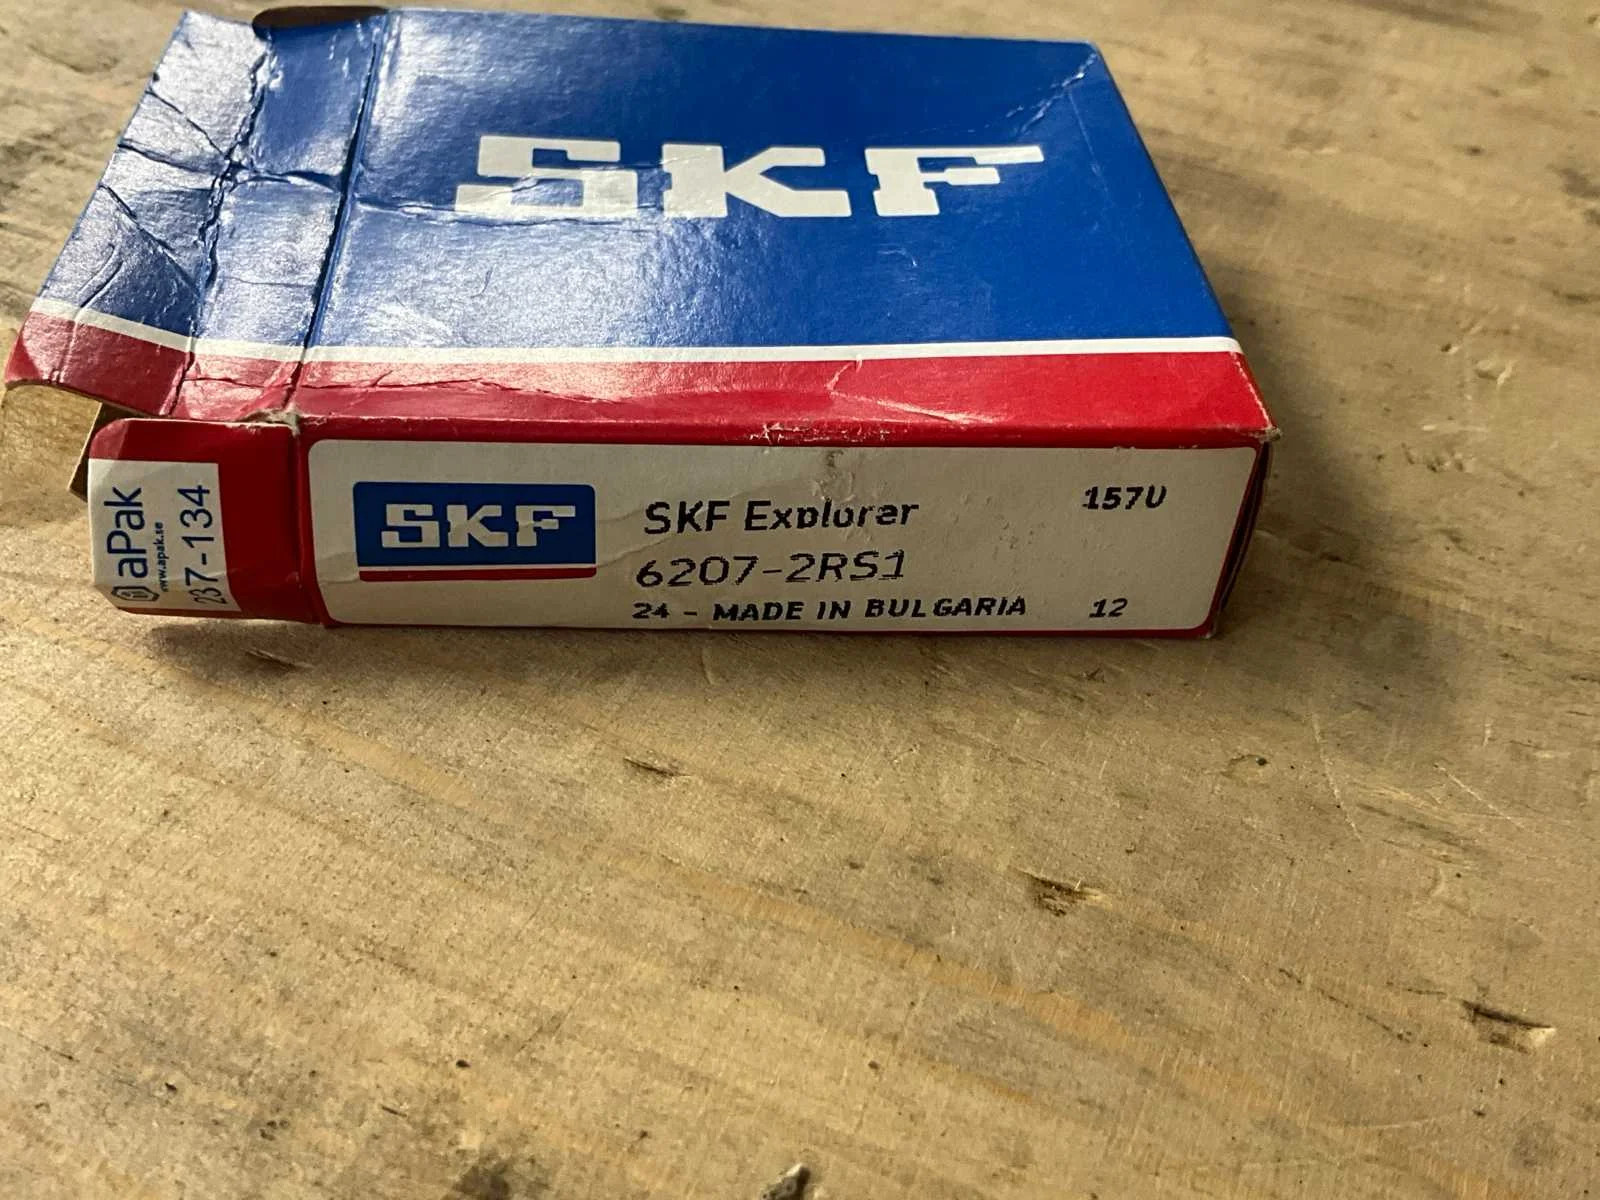 SKF
SKF
SKF Explorer
157U
6207-2RS1
24 - MADE IN BULGARIA
12
aPak
www.apak.se
237-134